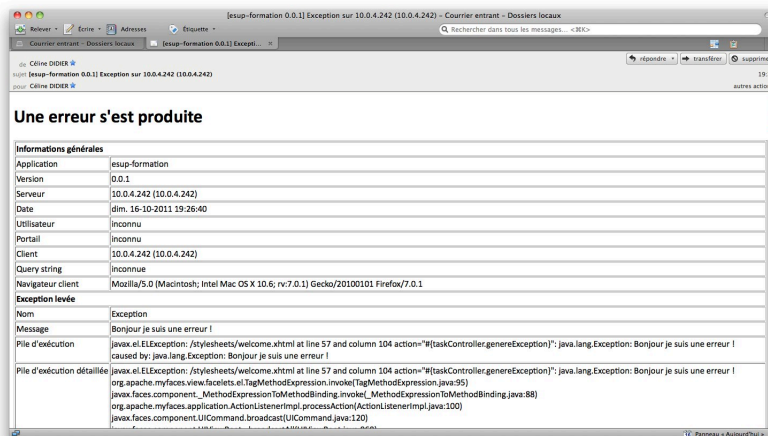 [esup-formation 0.0.1] Exception sur 10.0.4.242 (10.0.4.242) – Courrier entrant – Dossiers locaux
Relever Écrire Adresses Étiquette Rechercher dans tous les messages... <⌘K>
Courrier entrant - Dossiers locaux [esup-formation 0.0.1] Excepti...
de Céline DIDIER répondre transférer supprime
sujet [esup-formation 0.0.1] Exception sur 10.0.4.242 (10.0.4.242) 19:
pour Céline DIDIER autres action
Une erreur s'est produite
Informations générales
Application esup-formation
Version 0.0.1
Serveur 10.0.4.242 (10.0.4.242)
Date dim. 16-10-2011 19:26:40
Utilisateur inconnu
Portail inconnu
Client 10.0.4.242 (10.0.4.242)
Query string inconnue
Navigateur client Mozilla/5.0 (Macintosh; Intel Mac OS X 10.6; rv:7.0.1) Gecko/20100101 Firefox/7.0.1
Exception levée
Nom Exception
Message Bonjour je suis une erreur !
Pile d'exécution javax.el.ELException: /stylesheets/welcome.xhtml at line 57 and column 104 action="#{taskController.genereException}": java.lang.Exception: Bonjour je suis une erreur !
caused by: java.lang.Exception: Bonjour je suis une erreur !
Pile d'exécution détaillée javax.el.ELException: /stylesheets/welcome.xhtml at line 57 and column 104 action="#{taskController.genereException}": java.lang.Exception: Bonjour je suis une erreur !
org.apache.myfaces.view.facelets.el.TagMethodExpression.invoke(TagMethodExpression.java:95)
javax.faces.component._MethodExpressionToMethodBinding.invoke(_MethodExpressionToMethodBinding.java:88)
org.apache.myfaces.application.ActionListenerImpl.processAction(ActionListenerImpl.java:100)
javax.faces.component.UICommand.broadcast(UICommand.java:120)
Panneau « Aujourd'hui »